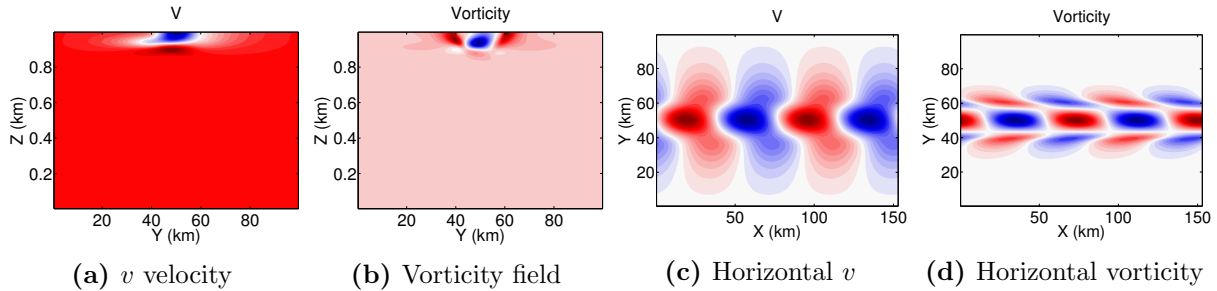 V
0.8
0.6
0.4
0.2
Z (km)
20 40 60 80
Y (km)
(a) v velocity
Vorticity
0.8
0.6
0.4
0.2
Z (km)
20 40 60 80
Y (km)
(b) Vorticity field
V
80
60
40
20
Y (km)
50 100 150
X (km)
(c) Horizontal v
Vorticity
80
60
40
20
Y (km)
50 100 150
X (km)
(d) Horizontal vorticity